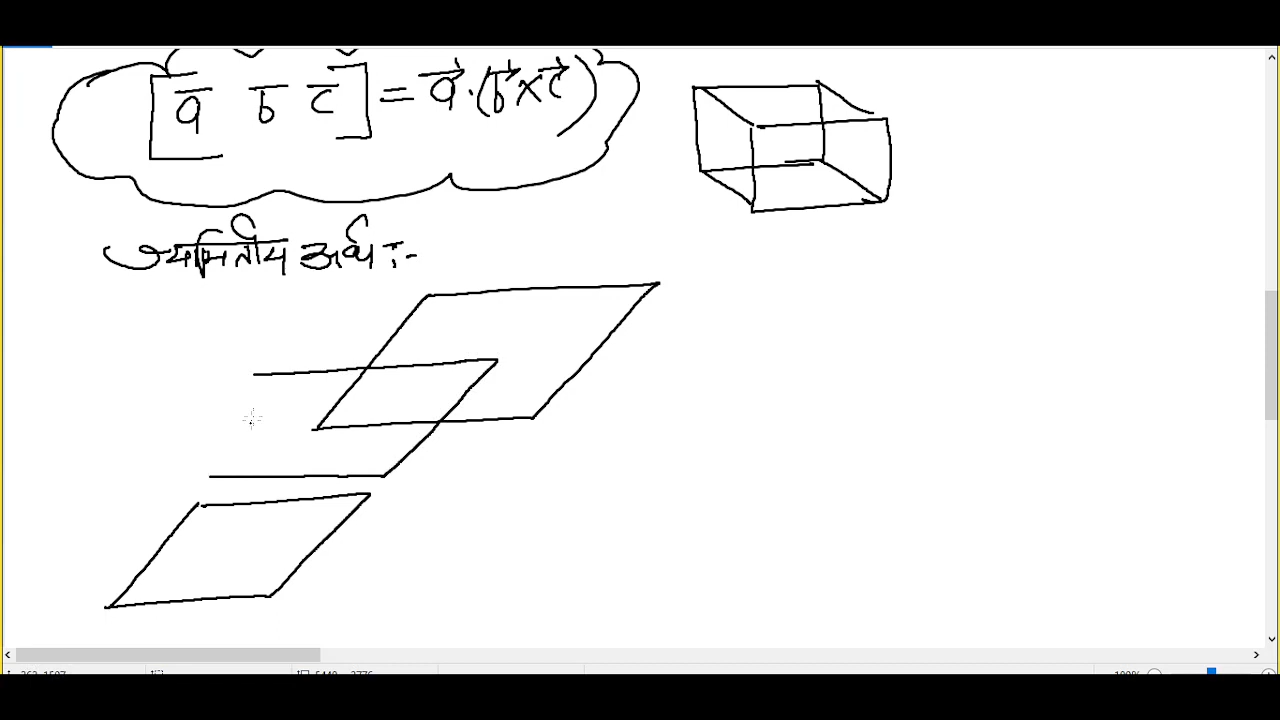 [a̅ b̅ c̅] = a⃗·(b⃗×c⃗)
ज्यामितीय अर्थ :-